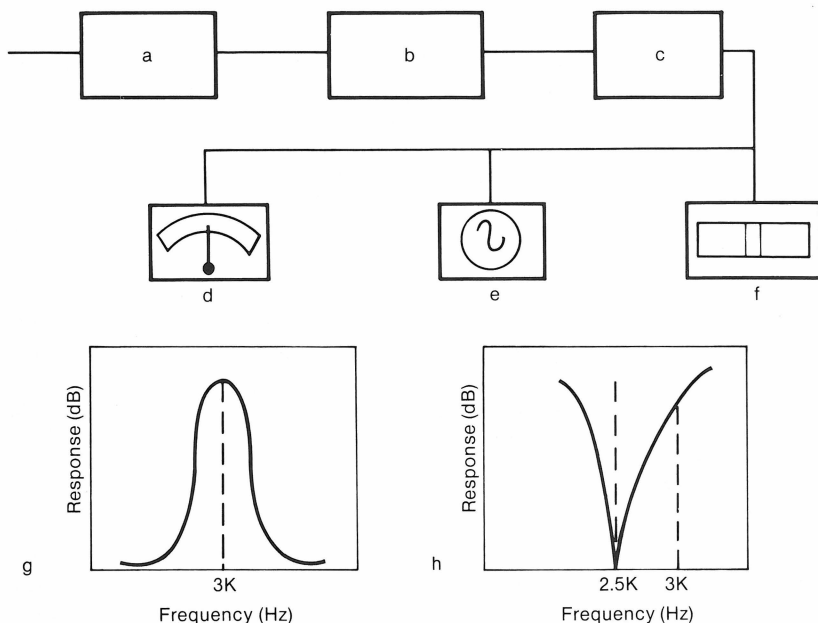 a
b
c
d
e
f
Response (dB)
g
3K
Frequency (Hz)
Response (dB)
h
2.5K 3K
Frequency (Hz)